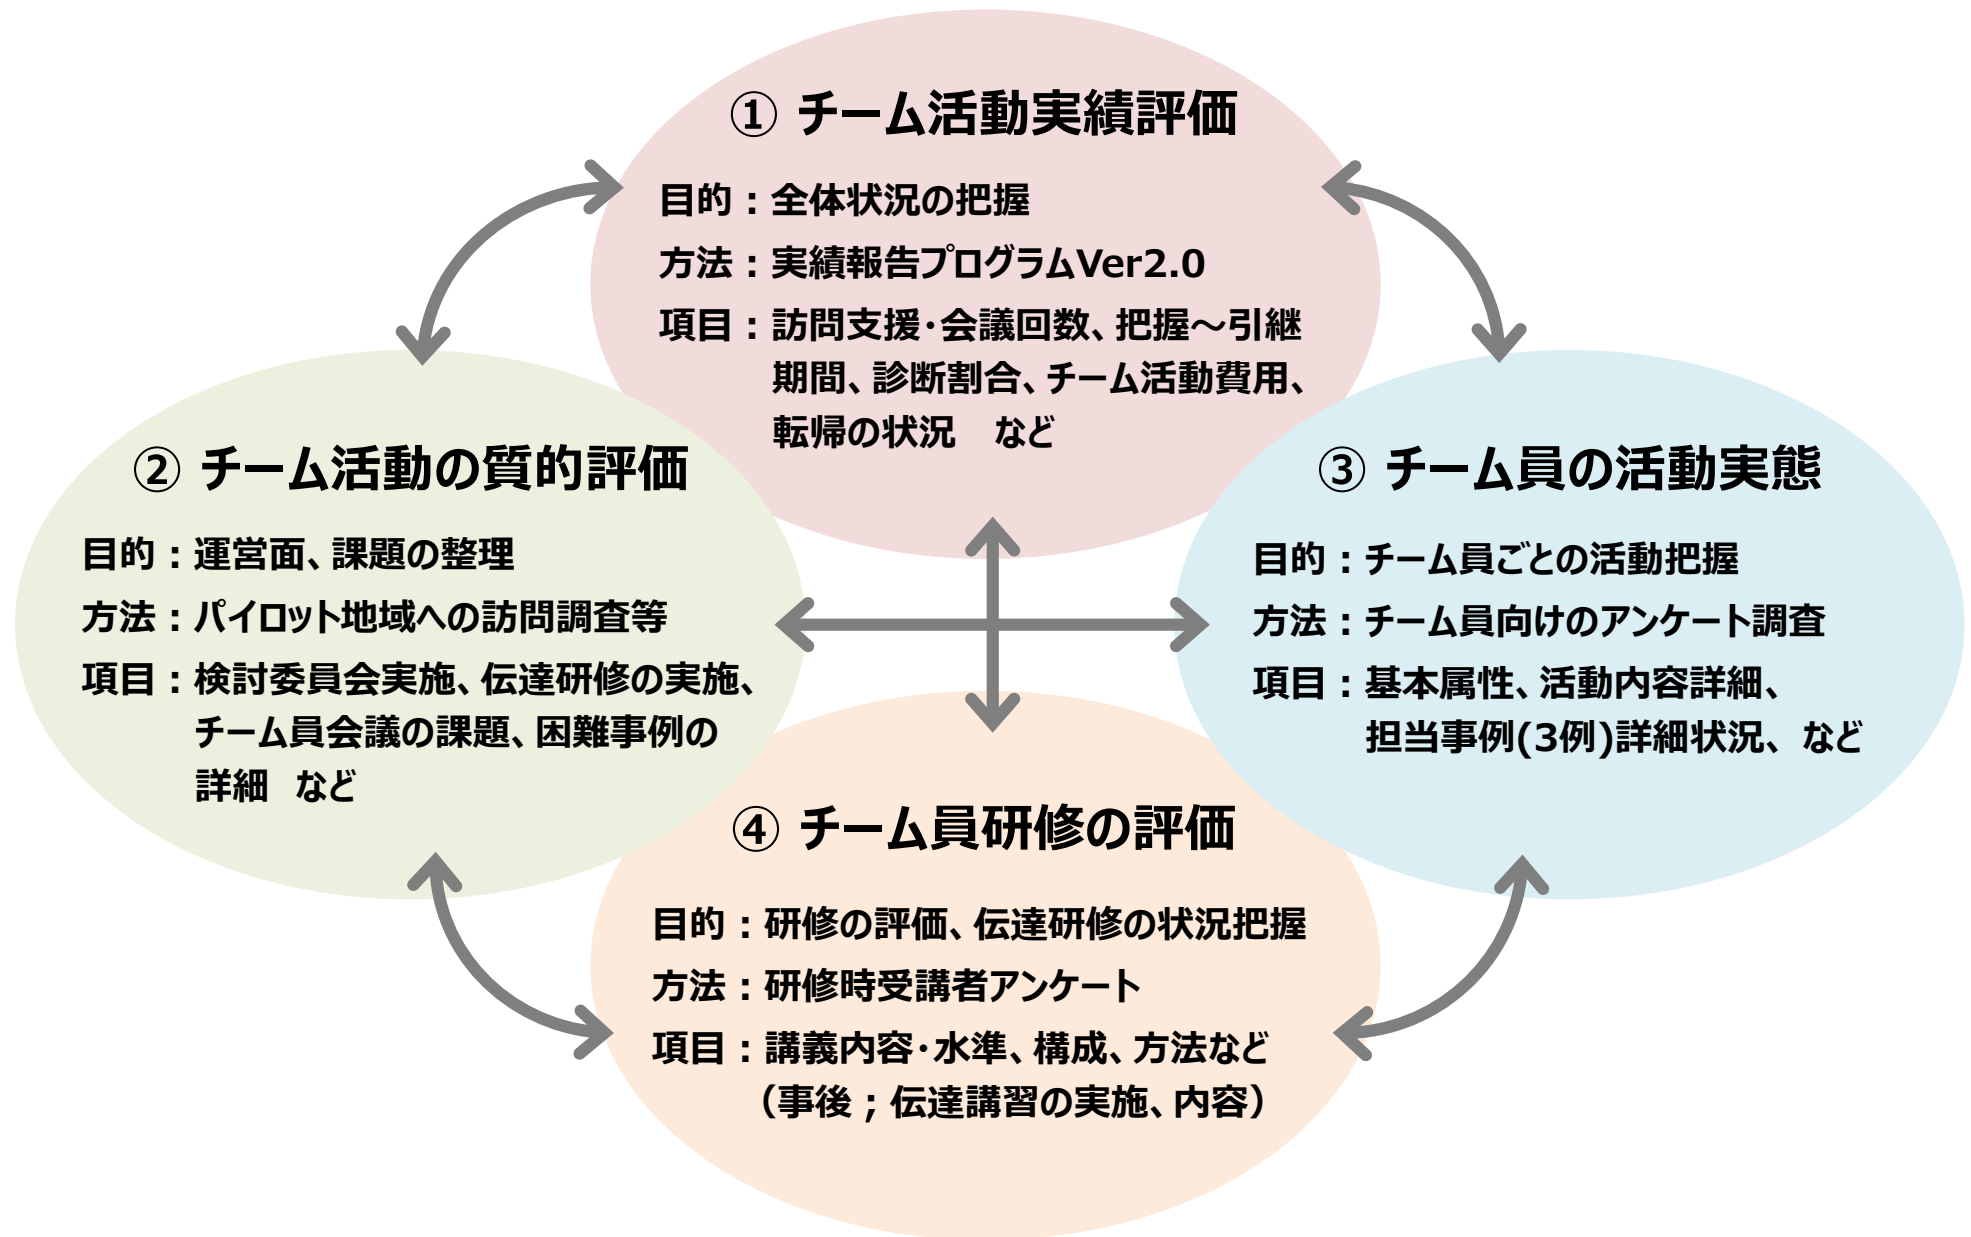 ① チーム活動実績評価
目的：全体状況の把握
方法：実績報告プログラムVer2.0
項目：訪問支援・会議回数、把握～引継
期間、診断割合、チーム活動費用、
転帰の状況　など
② チーム活動の質的評価
目的：運営面、課題の整理
方法：パイロット地域への訪問調査等
項目：検討委員会実施、伝達研修の実施、
チーム員会議の課題、困難事例の
詳細　など
③ チーム員の活動実態
目的：チーム員ごとの活動把握
方法：チーム員向けのアンケート調査
項目：基本属性、活動内容詳細、
担当事例(3例)詳細状況、など
④ チーム員研修の評価
目的：研修の評価、伝達研修の状況把握
方法：研修時受講者アンケート
項目：講義内容・水準、構成、方法など
（事後；伝達講習の実施、内容）